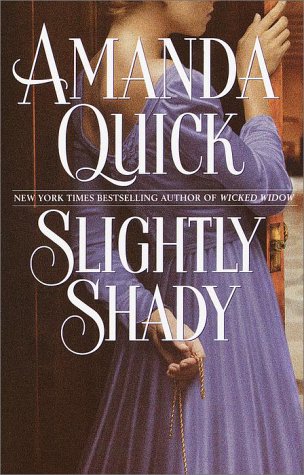 AMANDA
QUICK
NEW YORK TIMES BESTSELLING AUTHOR OF WICKED WIDOW
SLIGHTLY
SHADY